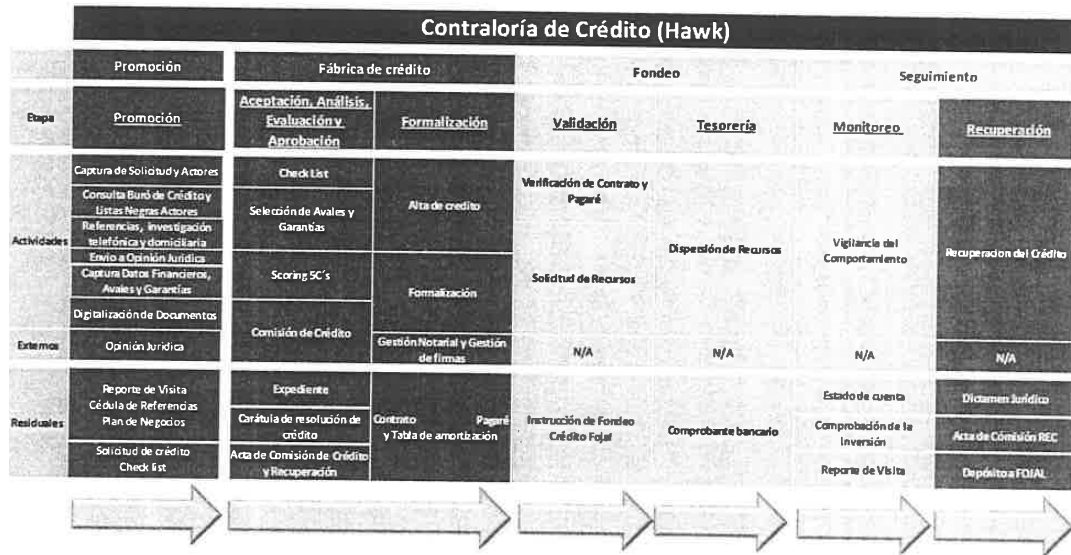 Contraloría de Crédito (Hawk)
Promoción
Fábrica de crédito
Fondeo
Seguimiento
Etapa
Promoción
Aceptación, Análisis,
Evaluación y
Aprobación
Formalización
Validación
Tesorería
Monitoreo
Recuperación
Actividades
Captura de Solicitud y Actores
Consulta Buró de Crédito y
Listas Negras Actores
Referencias, investigación
telefónica y domiciliaria
Envio a Opinión Jurídica
Captura Datos Financieros,
Avales y Garantías
Digitalización de Documentos
Check List
Selección de Avales y
Garantías
Scoring 5C´s
Comisión de Crédito
Alta de credito
Formalización
Verificación de Contrato y
Pagaré
Solicitud de Recursos
Dispersión de Recursos
Vigilancia del
Comportamiento
Recuperacion del Crédito
Externos
Opinión Jurídica
Gestión Notarial y Gestión
de firmas
N/A
N/A
N/A
N/A
Residuales
Reporte de Visita
Cédula de Referencias
Plan de Negocios
Solicitud de crédito
Check list
Expediente
Carátula de resolución de
crédito
Acta de Comisión de Crédito
y Recuperación
Contrato Pagaré
y Tabla de amortización
Instrucción de Fondeo
Crédito Fojal
Comprobante bancario
Estado de cuenta
Comprobación de la
Inversión
Reporte de Visita
Dictamen Jurídico
Acta de Comisión REC
Depósito a FOJAL